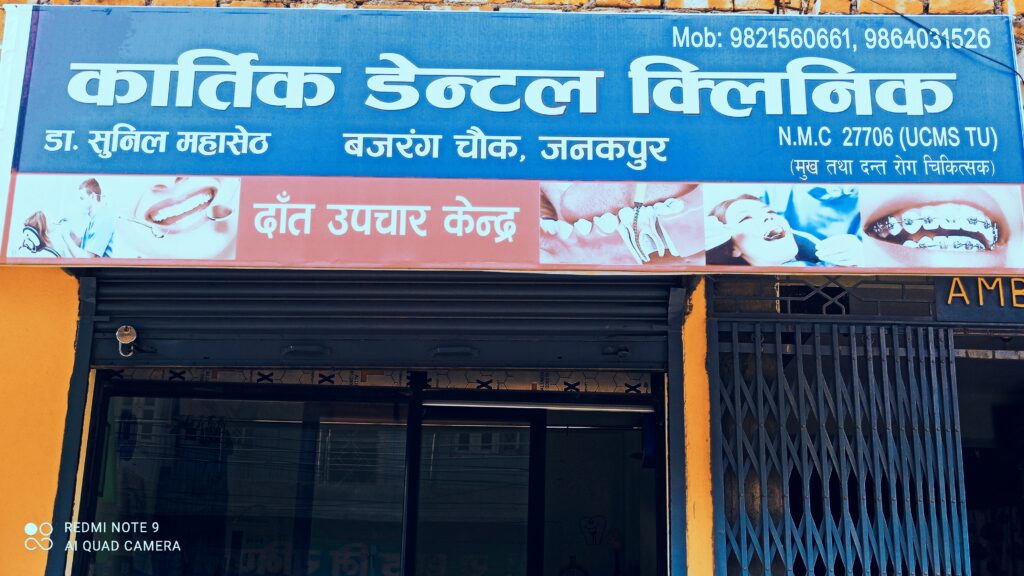 Mob: 9821560661, 9864031526
कार्तिक डेन्टल क्लिनिक
डा. सुनिल महासेठ बजरंग चौक, जनकपुर N.M.C 27706 (UCMS TU)
(मुख तथा दन्त रोग चिकित्सक)
दाँत उपचार केन्द्र
AMB
REDMI NOTE 9
AI QUAD CAMERA